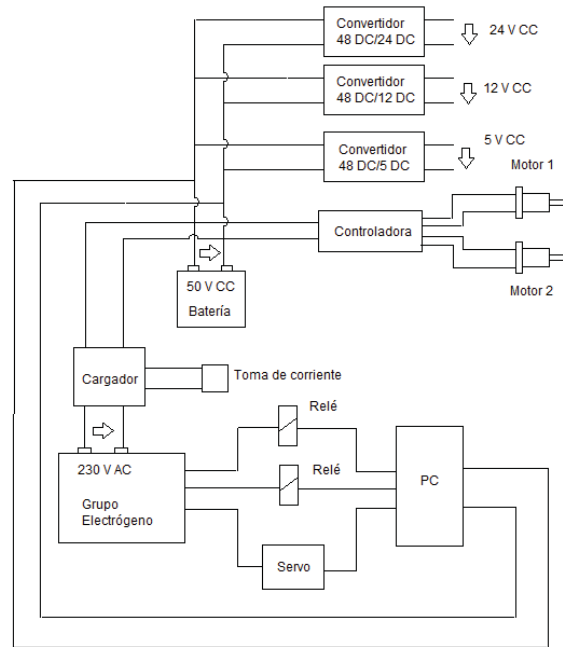 Convertidor
48 DC/24 DC
24 V CC
Convertidor
48 DC/12 DC
12 V CC
Convertidor
48 DC/5 DC
5 V CC
Motor 1
Controladora
Motor 2
50 V CC
Batería
Cargador
Toma de corriente
Relé
230 V AC
Grupo
Electrógeno
Relé
PC
Servo